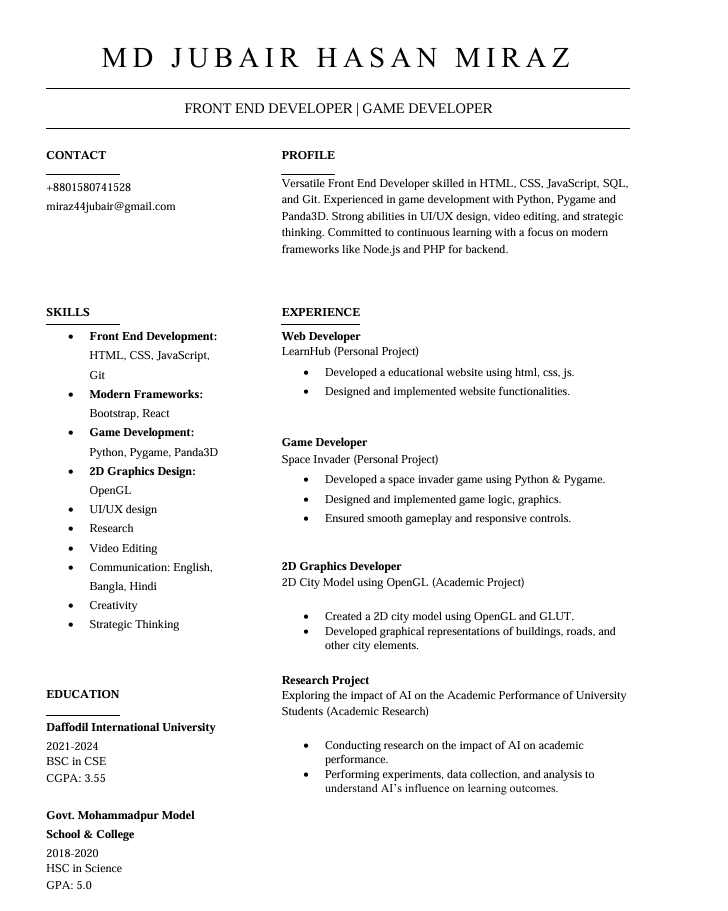 MD JUBAIR HASAN MIRAZ
FRONT END DEVELOPER | GAME DEVELOPER
CONTACT
+8801580741528
miraz44jubair@gmail.com
PROFILE
Versatile Front End Developer skilled in HTML, CSS, JavaScript, SQL,
and Git. Experienced in game development with Python, Pygame and
Panda3D. Strong abilities in UI/UX design, video editing, and strategic
thinking. Committed to continuous learning with a focus on modern
frameworks like Node.js and PHP for backend.
SKILLS
• Front End Development:
HTML, CSS, JavaScript,
Git
• Modern Frameworks:
Bootstrap, React
• Game Development:
Python, Pygame, Panda3D
• 2D Graphics Design:
OpenGL
• UI/UX design
• Research
• Video Editing
• Communication: English,
Bangla, Hindi
• Creativity
• Strategic Thinking
EDUCATION
Daffodil International University
2021-2024
BSC in CSE
CGPA: 3.55
Govt. Mohammadpur Model
School & College
2018-2020
HSC in Science
GPA: 5.0
EXPERIENCE
Web Developer
LearnHub (Personal Project)
• Developed a educational website using html, css, js.
• Designed and implemented website functionalities.
Game Developer
Space Invader (Personal Project)
• Developed a space invader game using Python & Pygame.
• Designed and implemented game logic, graphics.
• Ensured smooth gameplay and responsive controls.
2D Graphics Developer
2D City Model using OpenGL (Academic Project)
• Created a 2D city model using OpenGL and GLUT.
• Developed graphical representations of buildings, roads, and
other city elements.
Research Project
Exploring the impact of AI on the Academic Performance of University
Students (Academic Research)
• Conducting research on the impact of AI on academic
performance.
• Performing experiments, data collection, and analysis to
understand AI’s influence on learning outcomes.